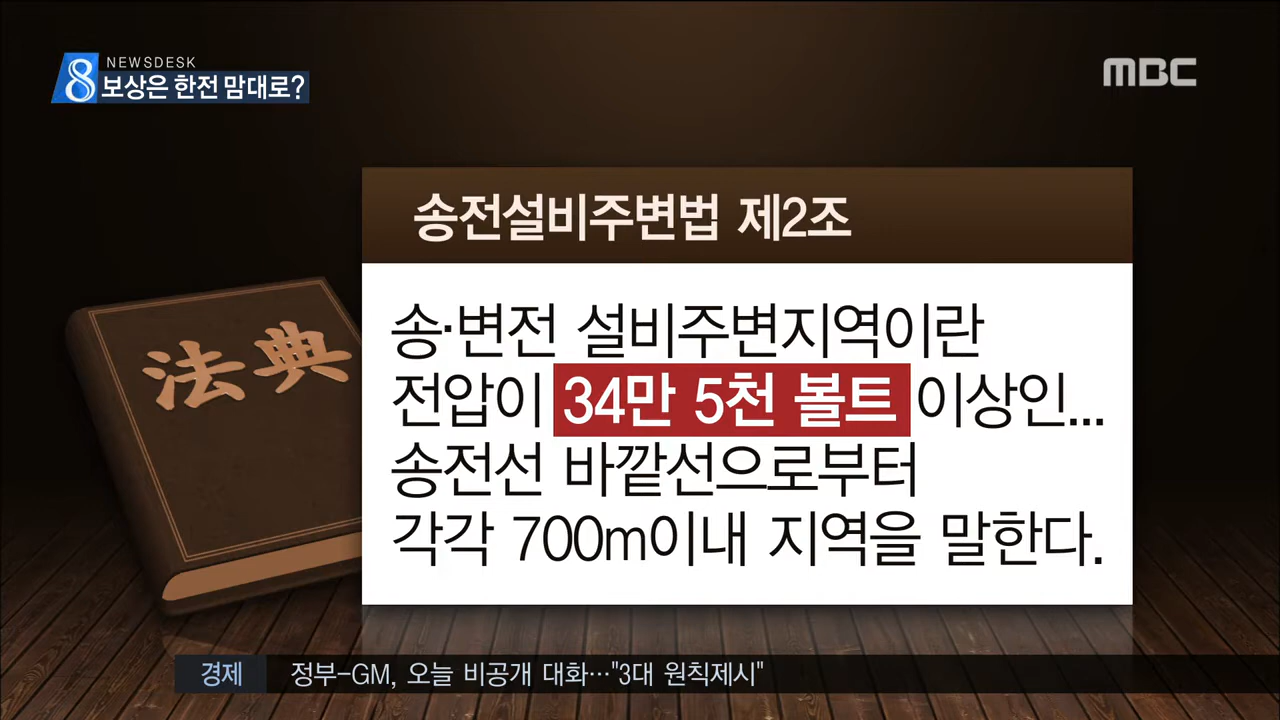 NEWSDESK
8 보상은 한전 맘대로?
MBC
송전설비주변법 제2조
法典
송·변전 설비주변지역이란
전압이 34만 5천 볼트 이상인...
송전선 바깥선으로부터
각각 700m이내 지역을 말한다.
경제 정부-GM, 오늘 비공개 대화…"3대 원칙제시"